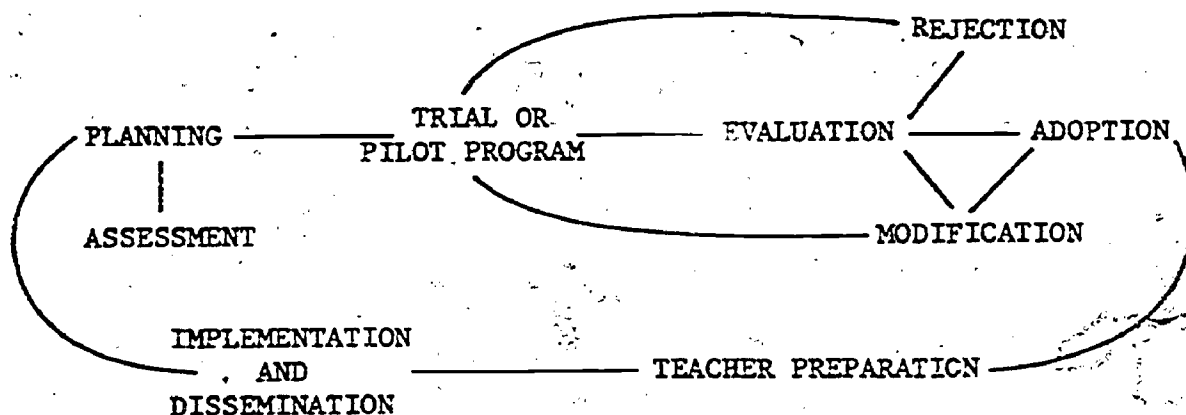 REJECTION
PLANNING
TRIAL OR
PILOT PROGRAM
EVALUATION
ADOPTION
ASSESSMENT
MODIFICATION
IMPLEMENTATION
AND
DISSEMINATION
TEACHER PREPARATION